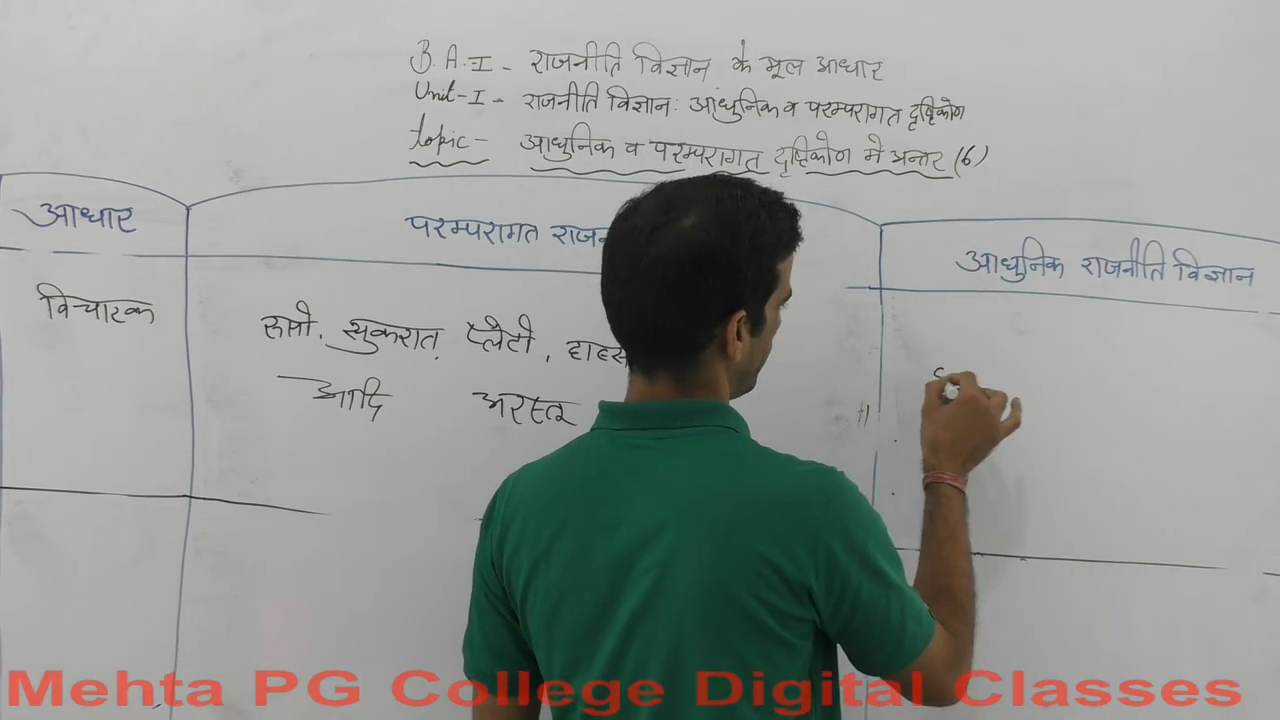 B.A.I - राजनीति विज्ञान के मूल आधार
Unit-I - राजनीति विज्ञान: आधुनिक व परम्परागत दृष्टिकोण
Topic - आधुनिक व परम्परागत दृष्टिकोण में अन्तर (6)
आधार
परम्परागत
आधुनिक राजनीति विज्ञान
विचारक
रूसो, सुकरात, प्लेटो,
आदि अरस्तू
Mehta PG College Digital Classes